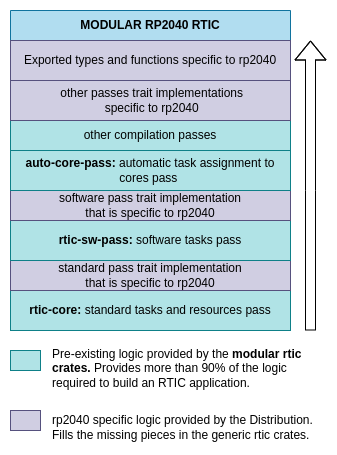 MODULAR RP2040 RTIC
Exported types and functions specific to rp2040
other passes trait implementations
specific to rp2040
other compilation passes
auto-core-pass: automatic task assignment to
cores pass
software pass trait implementation
that is specific to rp2040
rtic-sw-pass: software tasks pass
standard pass trait implementation
that is specific to rp2040
rtic-core: standard tasks and resources pass
Pre-existing logic provided by the modular rtic
crates. Provides more than 90% of the logic
required to build an RTIC application.
rp2040 specific logic provided by the Distribution.
Fills the missing pieces in the generic rtic crates.